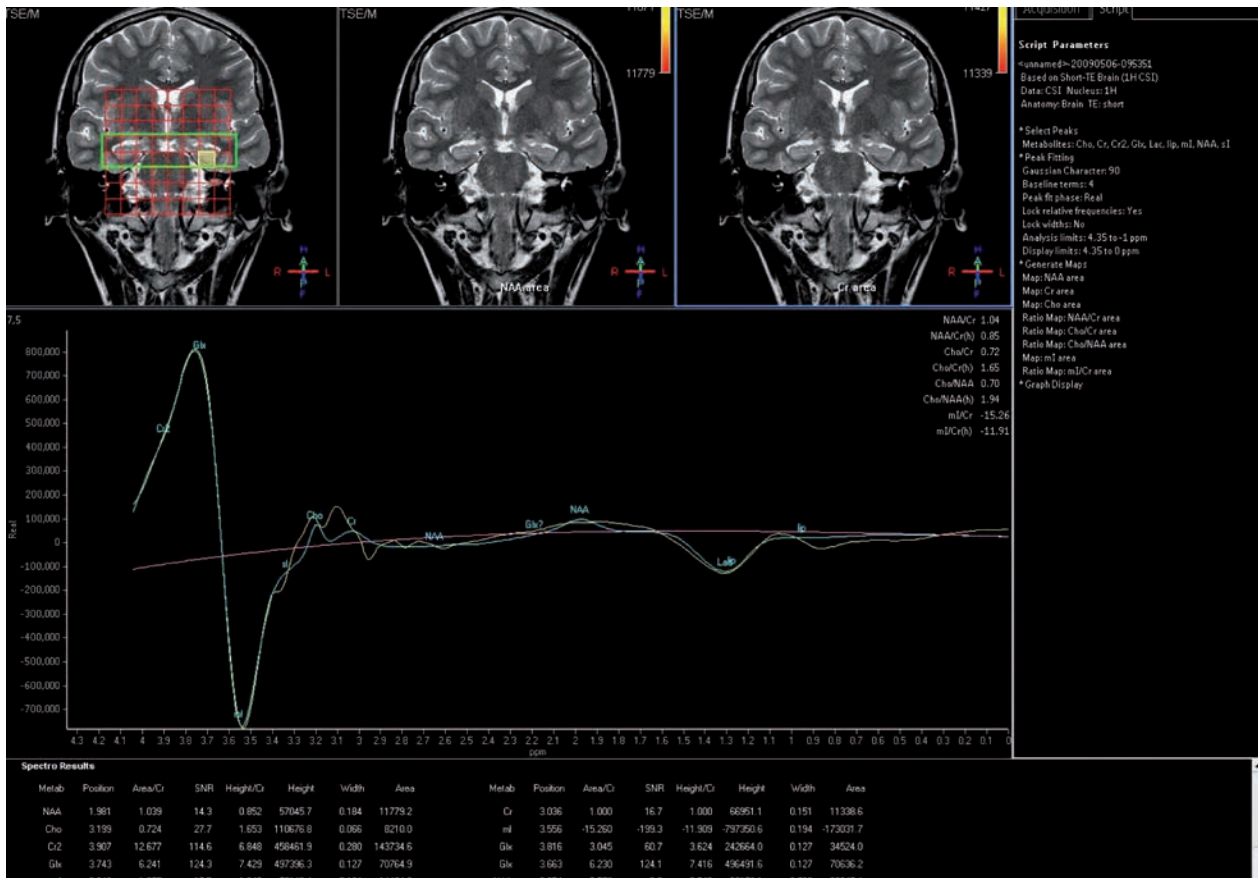 TSE/M
TSE/M
TSE/M
11779
11339
H
A
R
L
P
F
H
A
R
L
P
F
NAA area
H
A
R
L
P
F
Cr area
Acquisition Script
Script Parameters
<unnamed>-20090506-095351
Based on Short-TE Brain (1H CSI)
Data: CSI Nucleus: 1H
Anatomy: Brain TE: short
* Select Peaks
Metabolites: Cho, Cr, Cr2, Glx, Lac, lip, mI, NAA, sI
* Peak Fitting
Gaussian Character: 90
Baseline terms: 4
Peak fit phase: Real
Lock relative frequencies: Yes
Lock widths: No
Analysis limits: 4.35 to -1 ppm
Display limits: 4.35 to 0 ppm
* Generate Maps
Map: NAA area
Map: Cr area
Map: Cho area
Ratio Map: NAA/Cr area
Ratio Map: Cho/Cr area
Ratio Map: Cho/NAA area
Map: mI area
Ratio Map: mI/Cr area
* Graph Display
7,5
NAA/Cr 1.04
NAA/Cr(h) 0.85
Cho/Cr 0.72
Cho/Cr(h) 1.65
Cho/NAA 0.70
Cho/NAA(h) 1.94
mI/Cr -15.26
mI/Cr(h) -11.91
800,000
700,000
600,000
500,000
400,000
300,000
200,000
100,000
0
-100,000
-200,000
-300,000
-400,000
-500,000
-600,000
-700,000
Real
Glx
Cr2
Cho
Cr
sI
mI
NAA
Glx2
NAA
Lac
lip
lip
4.3 4.2 4.1 4 3.9 3.8 3.7 3.6 3.5 3.4 3.3 3.2 3.1 3 2.9 2.8 2.7 2.6 2.5 2.4 2.3 2.2 2.1 2 1.9 1.8 1.7 1.6 1.5 1.4 1.3 1.2 1.1 1 0.9 0.8 0.7 0.6 0.5 0.4 0.3 0.2 0.1 0
ppm
Spectro Results
Metab Position Area/Cr SNR Height/Cr Height Width Area Metab Position Area/Cr SNR Height/Cr Height Width Area
NAA 1.981 1.039 14.3 0.852 57045.7 0.184 11779.2 Cr 3.036 1.000 16.7 1.000 66951.1 0.151 11338.6
Cho 3.199 0.724 27.7 1.653 110676.8 0.066 8210.0 mI 3.556 -15.260 -199.3 -11.909 -797350.6 0.194 -173031.7
Cr2 3.907 12.677 114.6 6.848 458461.9 0.280 143734.6 Glx 3.816 3.045 60.7 3.624 242664.0 0.127 34524.0
Glx 3.743 6.241 124.3 7.429 497396.3 0.127 70764.9 Glx 3.663 6.230 124.1 7.416 496491.6 0.127 70636.2